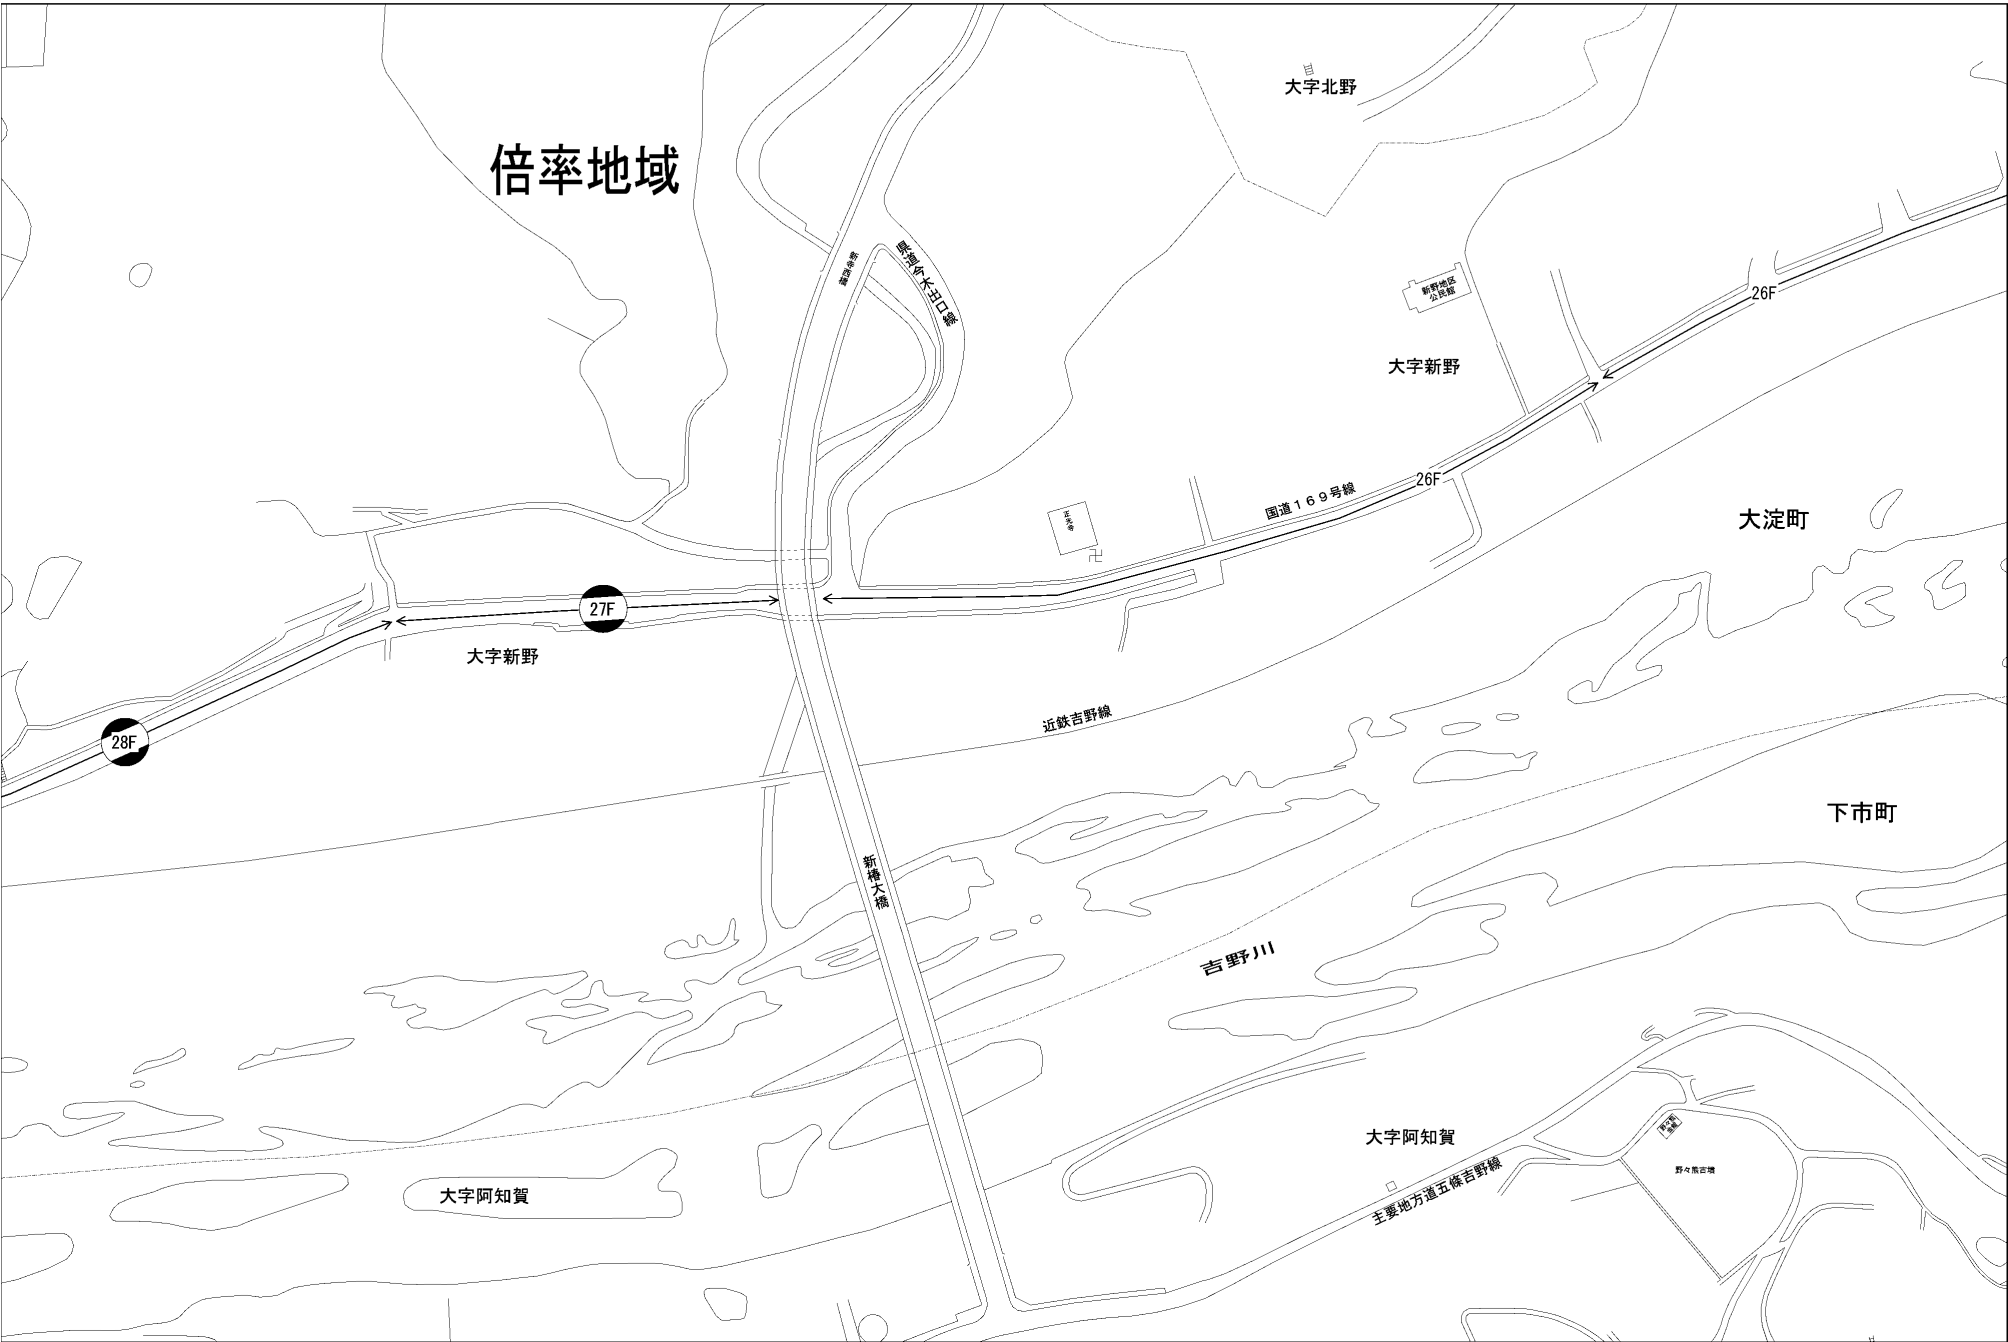 大字北野
倍率地域
県道今木出口線
新野地区
公民館
26F
大字新野
26F
国道169号線
大淀町
正光寺
27F
大字新野
28F
近鉄吉野線
下市町
新椿大橋
吉野川
大字阿知賀
野々熊古墳
大字阿知賀
主要地方道五條吉野線